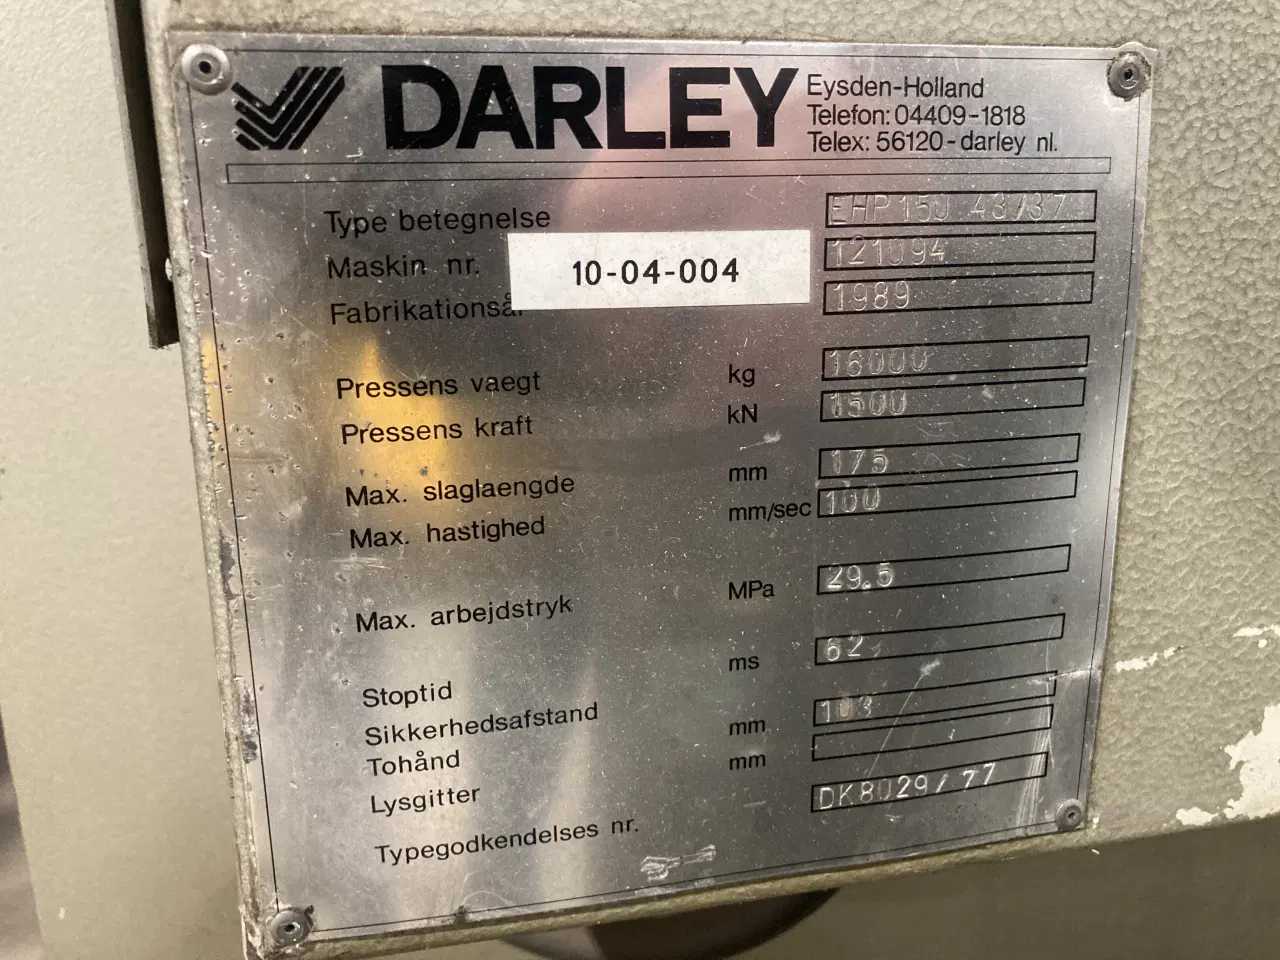 DARLEY
Eysden-Holland
Telefon: 04409-1818
Telex: 56120-darley nl.
Type betegnelse EHP150 43/37
Maskin nr. 121094
10-04-004
Fabrikationsår 1989
Pressens vaegt kg 16000
Pressens kraft kN 1500
Max. slaglaengde mm 175
Max. hastighed mm/sec 100
Max. arbejdstryk MPa 29.5
Stoptid ms 62
Sikkerhedsafstand
Tohånd mm 103
Lysgitter mm
Typegodkendelses nr. DK8029/77